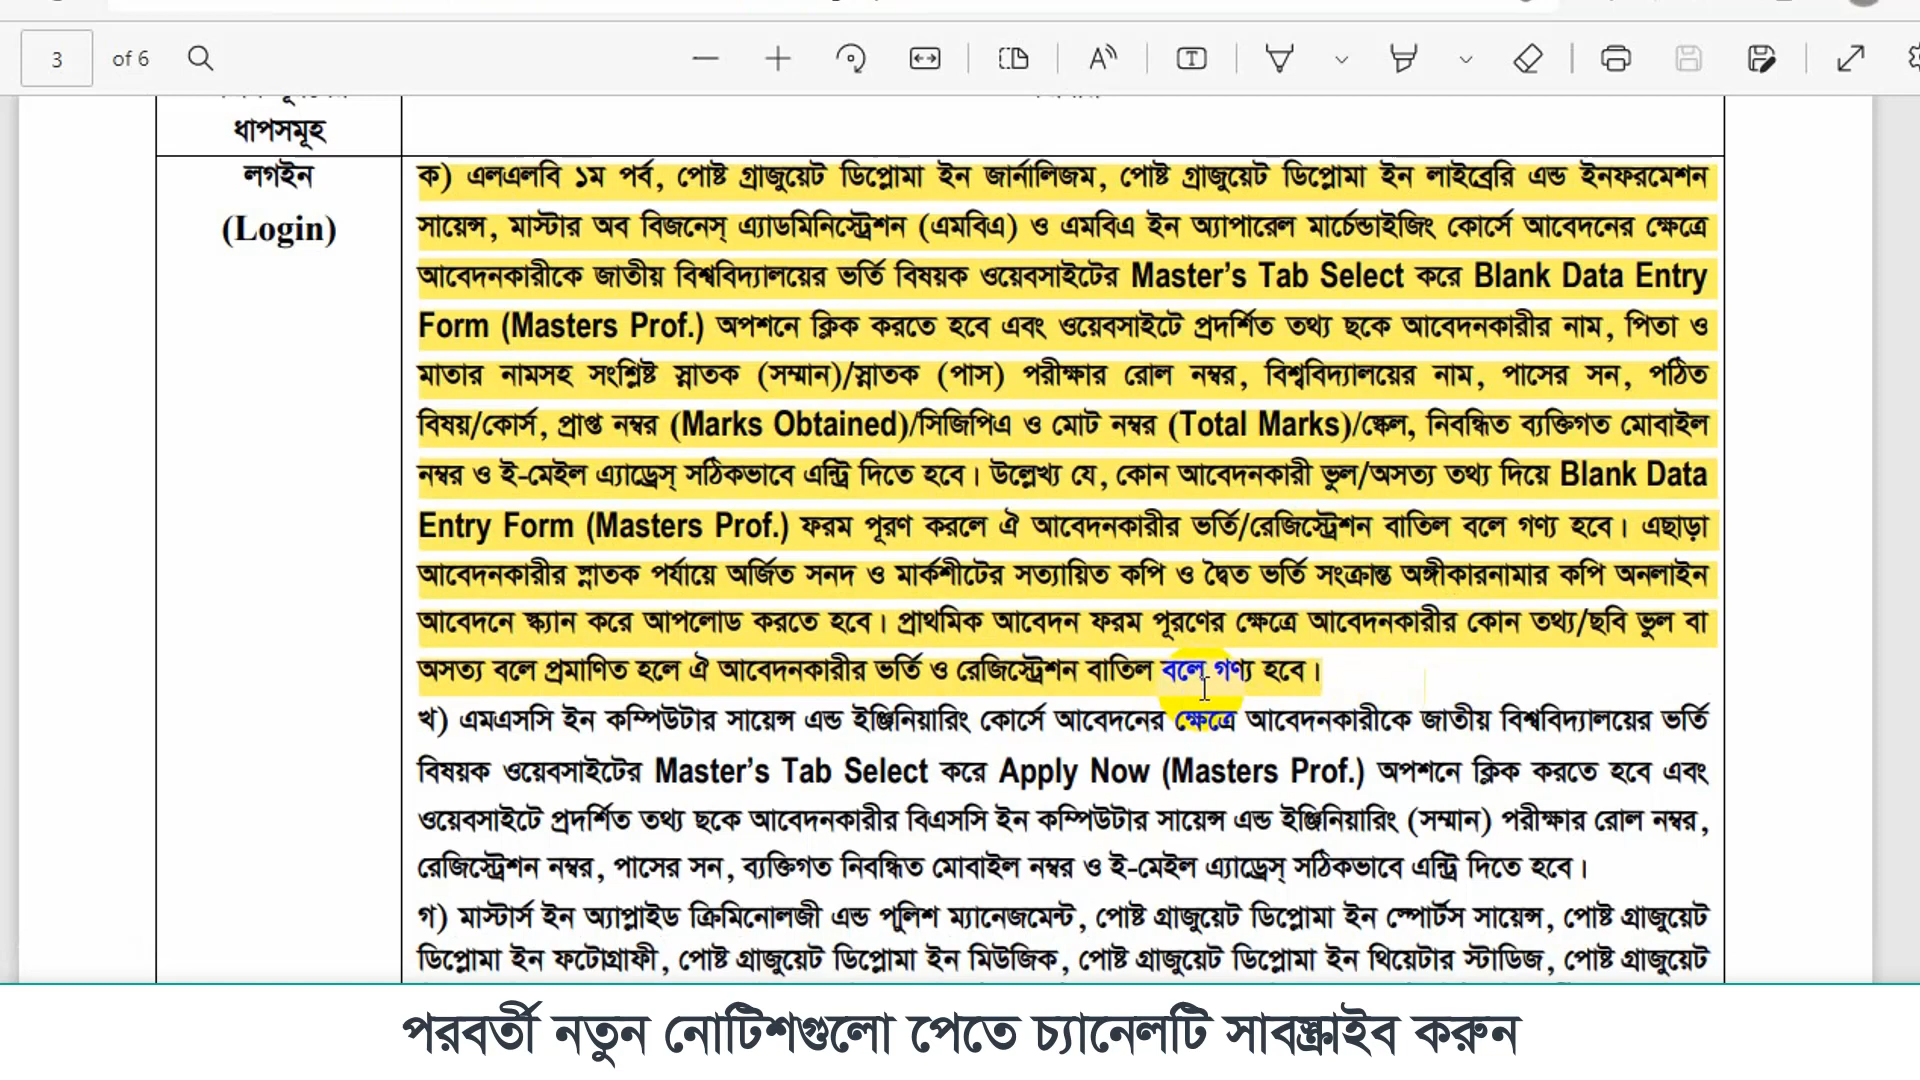 3 of 6
ধাপসমূহ
লগইন
(Login)
ক) এলএলবি ১ম পর্ব, পোষ্ট গ্রাজুয়েট ডিপ্লোমা ইন জার্নালিজম, পোষ্ট গ্রাজুয়েট ডিপ্লোমা ইন লাইব্রেরি এন্ড ইনফরমেশন
সায়েন্স, মাস্টার অব বিজনেস্ এ্যাডমিনিস্ট্রেশন (এমবিএ) ও এমবিএ ইন অ্যাপারেল মার্চেন্ডাইজিং কোর্সে আবেদনের ক্ষেত্রে
আবেদনকারীকে জাতীয় বিশ্ববিদ্যালয়ের ভর্তি বিষয়ক ওয়েবসাইটের Master’s Tab Select করে Blank Data Entry
Form (Masters Prof.) অপশনে ক্লিক করতে হবে এবং ওয়েবসাইটে প্রদর্শিত তথ্য ছকে আবেদনকারীর নাম, পিতা ও
মাতার নামসহ সংশ্লিষ্ট স্নাতক (সম্মান)/স্নাতক (পাস) পরীক্ষার রোল নম্বর, বিশ্ববিদ্যালয়ের নাম, পাসের সন, পঠিত
বিষয়/কোর্স, প্রাপ্ত নম্বর (Marks Obtained)/সিজিপিএ ও মোট নম্বর (Total Marks)/স্কেল, নিবন্ধিত ব্যক্তিগত মোবাইল
নম্বর ও ই-মেইল এ্যাড্রেস্ সঠিকভাবে এন্ট্রি দিতে হবে। উল্লেখ্য যে, কোন আবেদনকারী ভুল/অসত্য তথ্য দিয়ে Blank Data
Entry Form (Masters Prof.) ফরম পূরণ করলে ঐ আবেদনকারীর ভর্তি/রেজিস্ট্রেশন বাতিল বলে গণ্য হবে। এছাড়া
আবেদনকারীর স্নাতক পর্যায়ে অর্জিত সনদ ও মার্কশীটের সত্যায়িত কপি ও দ্বৈত ভর্তি সংক্রান্ত অঙ্গীকারনামার কপি অনলাইন
আবেদনে স্ক্যান করে আপলোড করতে হবে। প্রাথমিক আবেদন ফরম পূরণের ক্ষেত্রে আবেদনকারীর কোন তথ্য/ছবি ভুল বা
অসত্য বলে প্রমাণিত হলে ঐ আবেদনকারীর ভর্তি ও রেজিস্ট্রেশন বাতিল বলে গণ্য হবে।
খ) এমএসসি ইন কম্পিউটার সায়েন্স এন্ড ইঞ্জিনিয়ারিং কোর্সে আবেদনের ক্ষেত্রে আবেদনকারীকে জাতীয় বিশ্ববিদ্যালয়ের ভর্তি
বিষয়ক ওয়েবসাইটের Master’s Tab Select করে Apply Now (Masters Prof.) অপশনে ক্লিক করতে হবে এবং
ওয়েবসাইটে প্রদর্শিত তথ্য ছকে আবেদনকারীর বিএসসি ইন কম্পিউটার সায়েন্স এন্ড ইঞ্জিনিয়ারিং (সম্মান) পরীক্ষার রোল নম্বর,
রেজিস্ট্রেশন নম্বর, পাসের সন, ব্যক্তিগত নিবন্ধিত মোবাইল নম্বর ও ই-মেইল এ্যাড্রেস্ সঠিকভাবে এন্ট্রি দিতে হবে।
গ) মাস্টার্স ইন অ্যাপ্লাইড ক্রিমিনোলজী এন্ড পুলিশ ম্যানেজমেন্ট, পোষ্ট গ্রাজুয়েট ডিপ্লোমা ইন স্পোর্টস সায়েন্স, পোষ্ট গ্রাজুয়েট
ডিপ্লোমা ইন ফটোগ্রাফী, পোষ্ট গ্রাজুয়েট ডিপ্লোমা ইন মিউজিক, পোষ্ট গ্রাজুয়েট ডিপ্লোমা ইন থিয়েটার স্টাডিজ, পোষ্ট গ্রাজুয়েট
পরবর্তী নতুন নোটিশগুলো পেতে চ্যানেলটি সাবস্ক্রাইব করুন